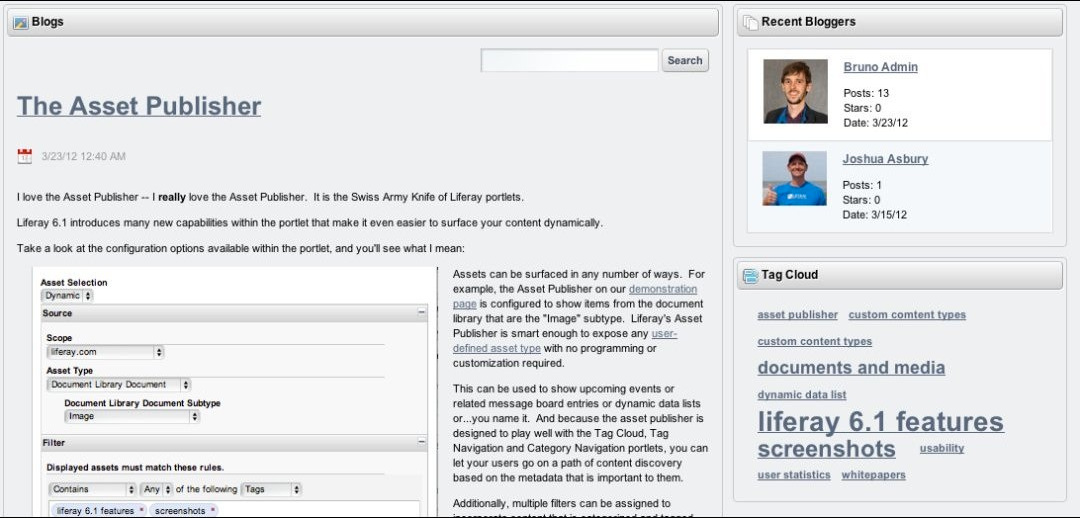 Blogs
Search
The Asset Publisher
3/23/12 12:40 AM
I love the Asset Publisher -- I really love the Asset Publisher. It is the Swiss Army Knife of Liferay portlets.
Liferay 6.1 introduces many new capabilities within the portlet that make it even easier to surface your content dynamically.
Take a look at the configuration options available within the portlet, and you'll see what I mean:
Asset Selection
Dynamic
Source
Scope
liferay.com
Asset Type
Document Library Document
Document Library Document Subtype
Image
Filter
Displayed assets must match these rules.
Contains Any of the following Tags
liferay 6.1 features * screenshots *
Assets can be surfaced in any number of ways. For
example, the Asset Publisher on our demonstration
page is configured to show items from the document
library that are the "Image" subtype. Liferay's Asset
Publisher is smart enough to expose any user-
defined asset type with no programming or
customization required.
This can be used to show upcoming events or
related message board entries or dynamic data lists
or...you name it. And because the asset publisher is
designed to play well with the Tag Cloud, Tag
Navigation and Category Navigation portlets, you can
let your users go on a path of content discovery
based on the metadata that is important to them.
Additionally, multiple filters can be assigned to
incorporate content that is categorized and tagged
Recent Bloggers
Bruno Admin
Posts: 13
Stars: 0
Date: 3/23/12
Joshua Asbury
Posts: 1
Stars: 0
Date: 3/15/12
Tag Cloud
asset publisher custom comtent types
custom content types
documents and media
dynamic data list
liferay 6.1 features
screenshots usability
user statistics whitepapers